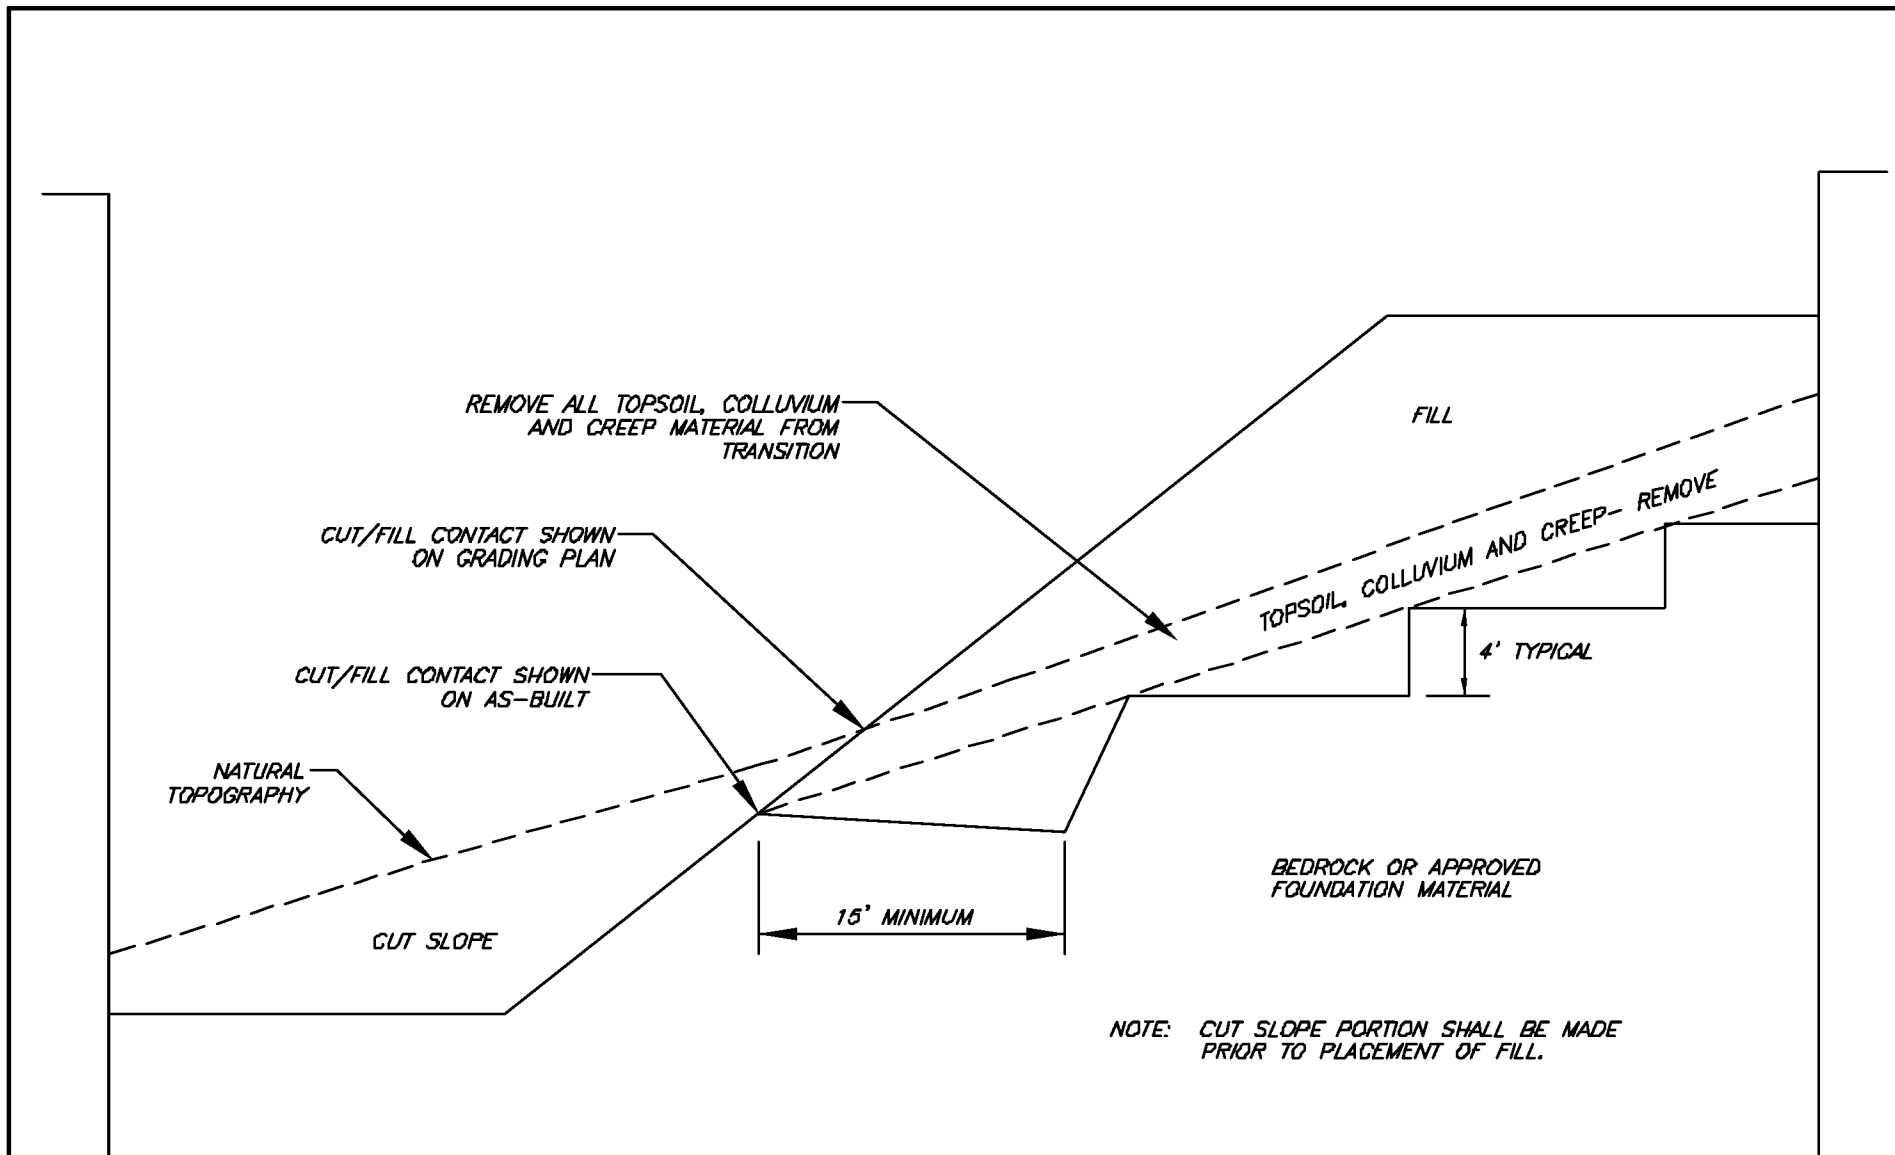 REMOVE ALL TOPSOIL, COLLUVIUM
AND CREEP MATERIAL FROM
TRANSITION
FILL
CUT/FILL CONTACT SHOWN
ON GRADING PLAN
TOPSOIL, COLLUVIUM AND CREEP- REMOVE
CUT/FILL CONTACT SHOWN
ON AS-BUILT
4' TYPICAL
NATURAL
TOPOGRAPHY
BEDROCK OR APPROVED
FOUNDATION MATERIAL
15' MINIMUM
CUT SLOPE
NOTE: CUT SLOPE PORTION SHALL BE MADE
PRIOR TO PLACEMENT OF FILL.